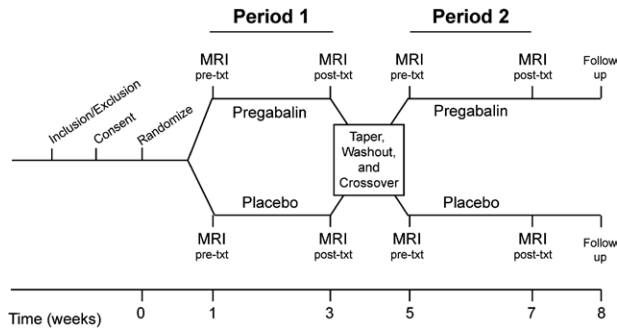 Period 1
Period 2
MRI
pre-txt
MRI
post-txt
MRI
pre-txt
MRI
post-txt
Follow
up
Inclusion/Exclusion
Consent
Randomize
Pregabalin
Pregabalin
Taper,
Washout,
and
Crossover
Placebo
Placebo
MRI
pre-txt
MRI
post-txt
MRI
pre-txt
MRI
post-txt
Follow
up
Time (weeks) 0 1 3 5 7 8